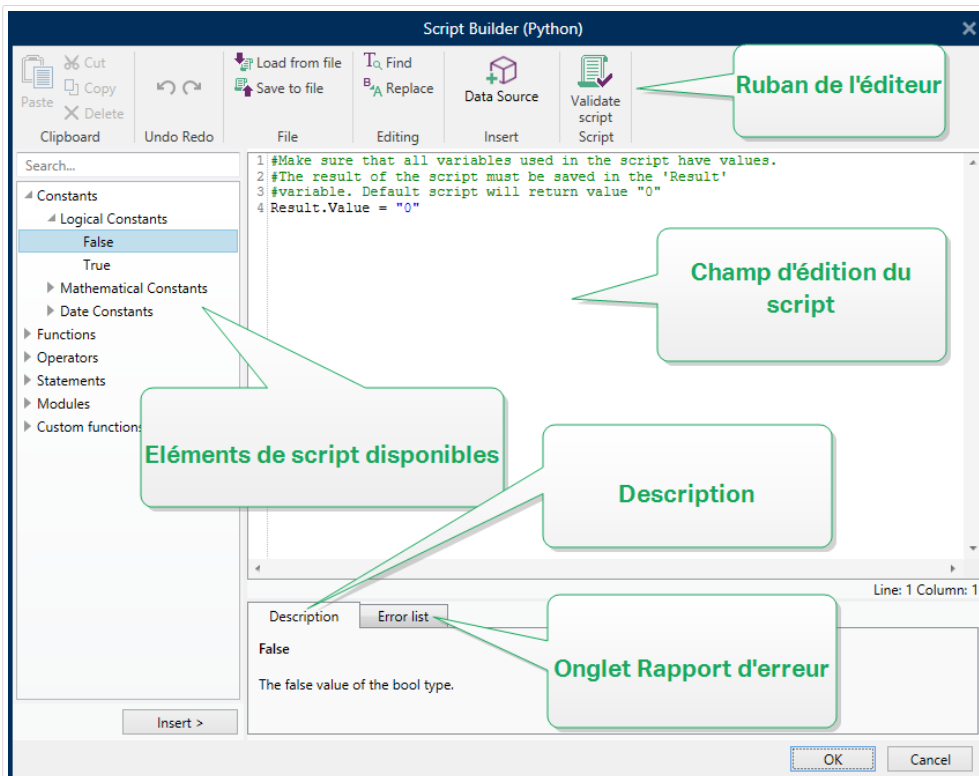 Script Builder (Python)
Paste
Cut
Copy
Delete
Clipboard
Undo Redo
Load from file
Save to file
File
Find
Replace
Editing
Data Source
Insert
Validate
script
Script
Ruban de l'éditeur
Search...
Constants
Logical Constants
False
True
Mathematical Constants
Date Constants
Functions
Operators
Statements
Modules
Custom functions
Insert >
1 #Make sure that all variables used in the script have values.
2 #The result of the script must be saved in the 'Result'
3 #variable. Default script will return value "0"
4 Result.Value = "0"
Champ d'édition du
script
Eléments de script disponibles
Description
Line: 1 Column: 1
Description
Error list
False
The false value of the bool type.
Onglet Rapport d'erreur
OK
Cancel